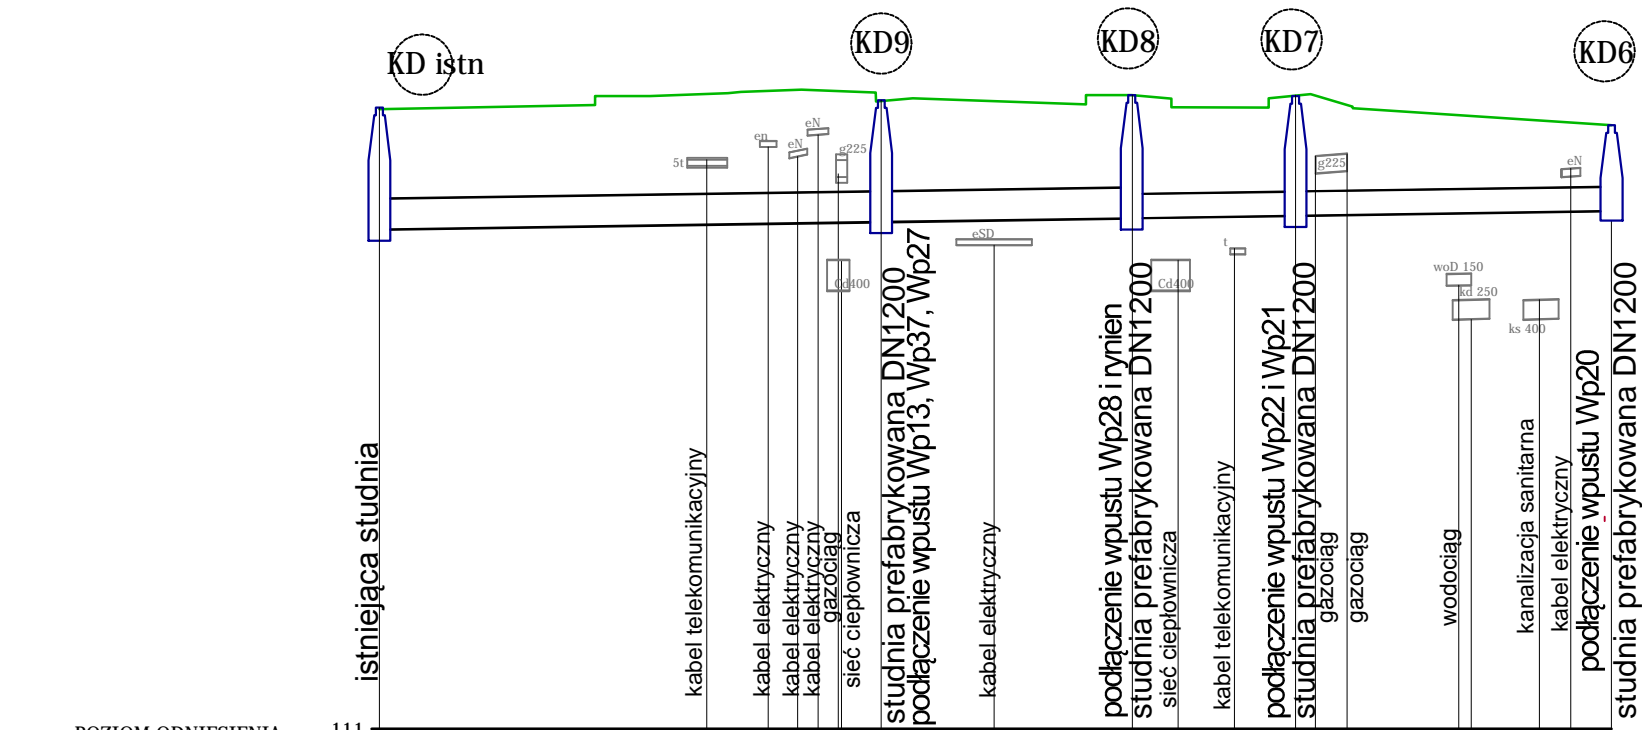 KD istn
KD9
KD8
KD7
KD6
5t
en
eN
eN
g225
g225
eN
eSD
t
Cd400
Cd400
woD 150
kd 250
ks 400
istniejąca studnia
kabel telekomunikacyjny
kabel elektryczny
kabel elektryczny
kabel elektryczny
gazociąg
sieć ciepłownicza
studnia prefabrykowana DN1200
podłączenie wpustu Wp13, Wp37, Wp27
kabel elektryczny
podłączenie wpustu Wp28 i rynien
studnia prefabrykowana DN1200
sieć ciepłownicza
kabel telekomunikacyjny
podłączenie wpustu Wp22 i Wp21
studnia prefabrykowana DN1200
gazociąg
gazociąg
wodociąg
kanalizacja sanitarna
kabel elektryczny
podłączenie wpustu Wp20
studnia prefabrykowana DN1200
POZIOM ODNIESIENIA 111